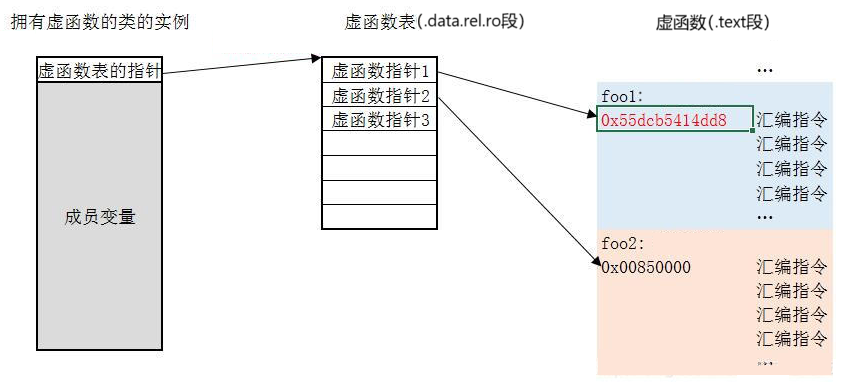 拥有虚函数的类的实例
虚函数表(.data.rel.ro段)
虚函数(.text段)
虚函数表的指针
成员变量
虚函数指针1
虚函数指针2
虚函数指针3
...
foo1:
0x55dcb5414dd8 汇编指令
汇编指令
汇编指令
汇编指令
...
foo2:
0x00850000 汇编指令
汇编指令
汇编指令
汇编指令
...